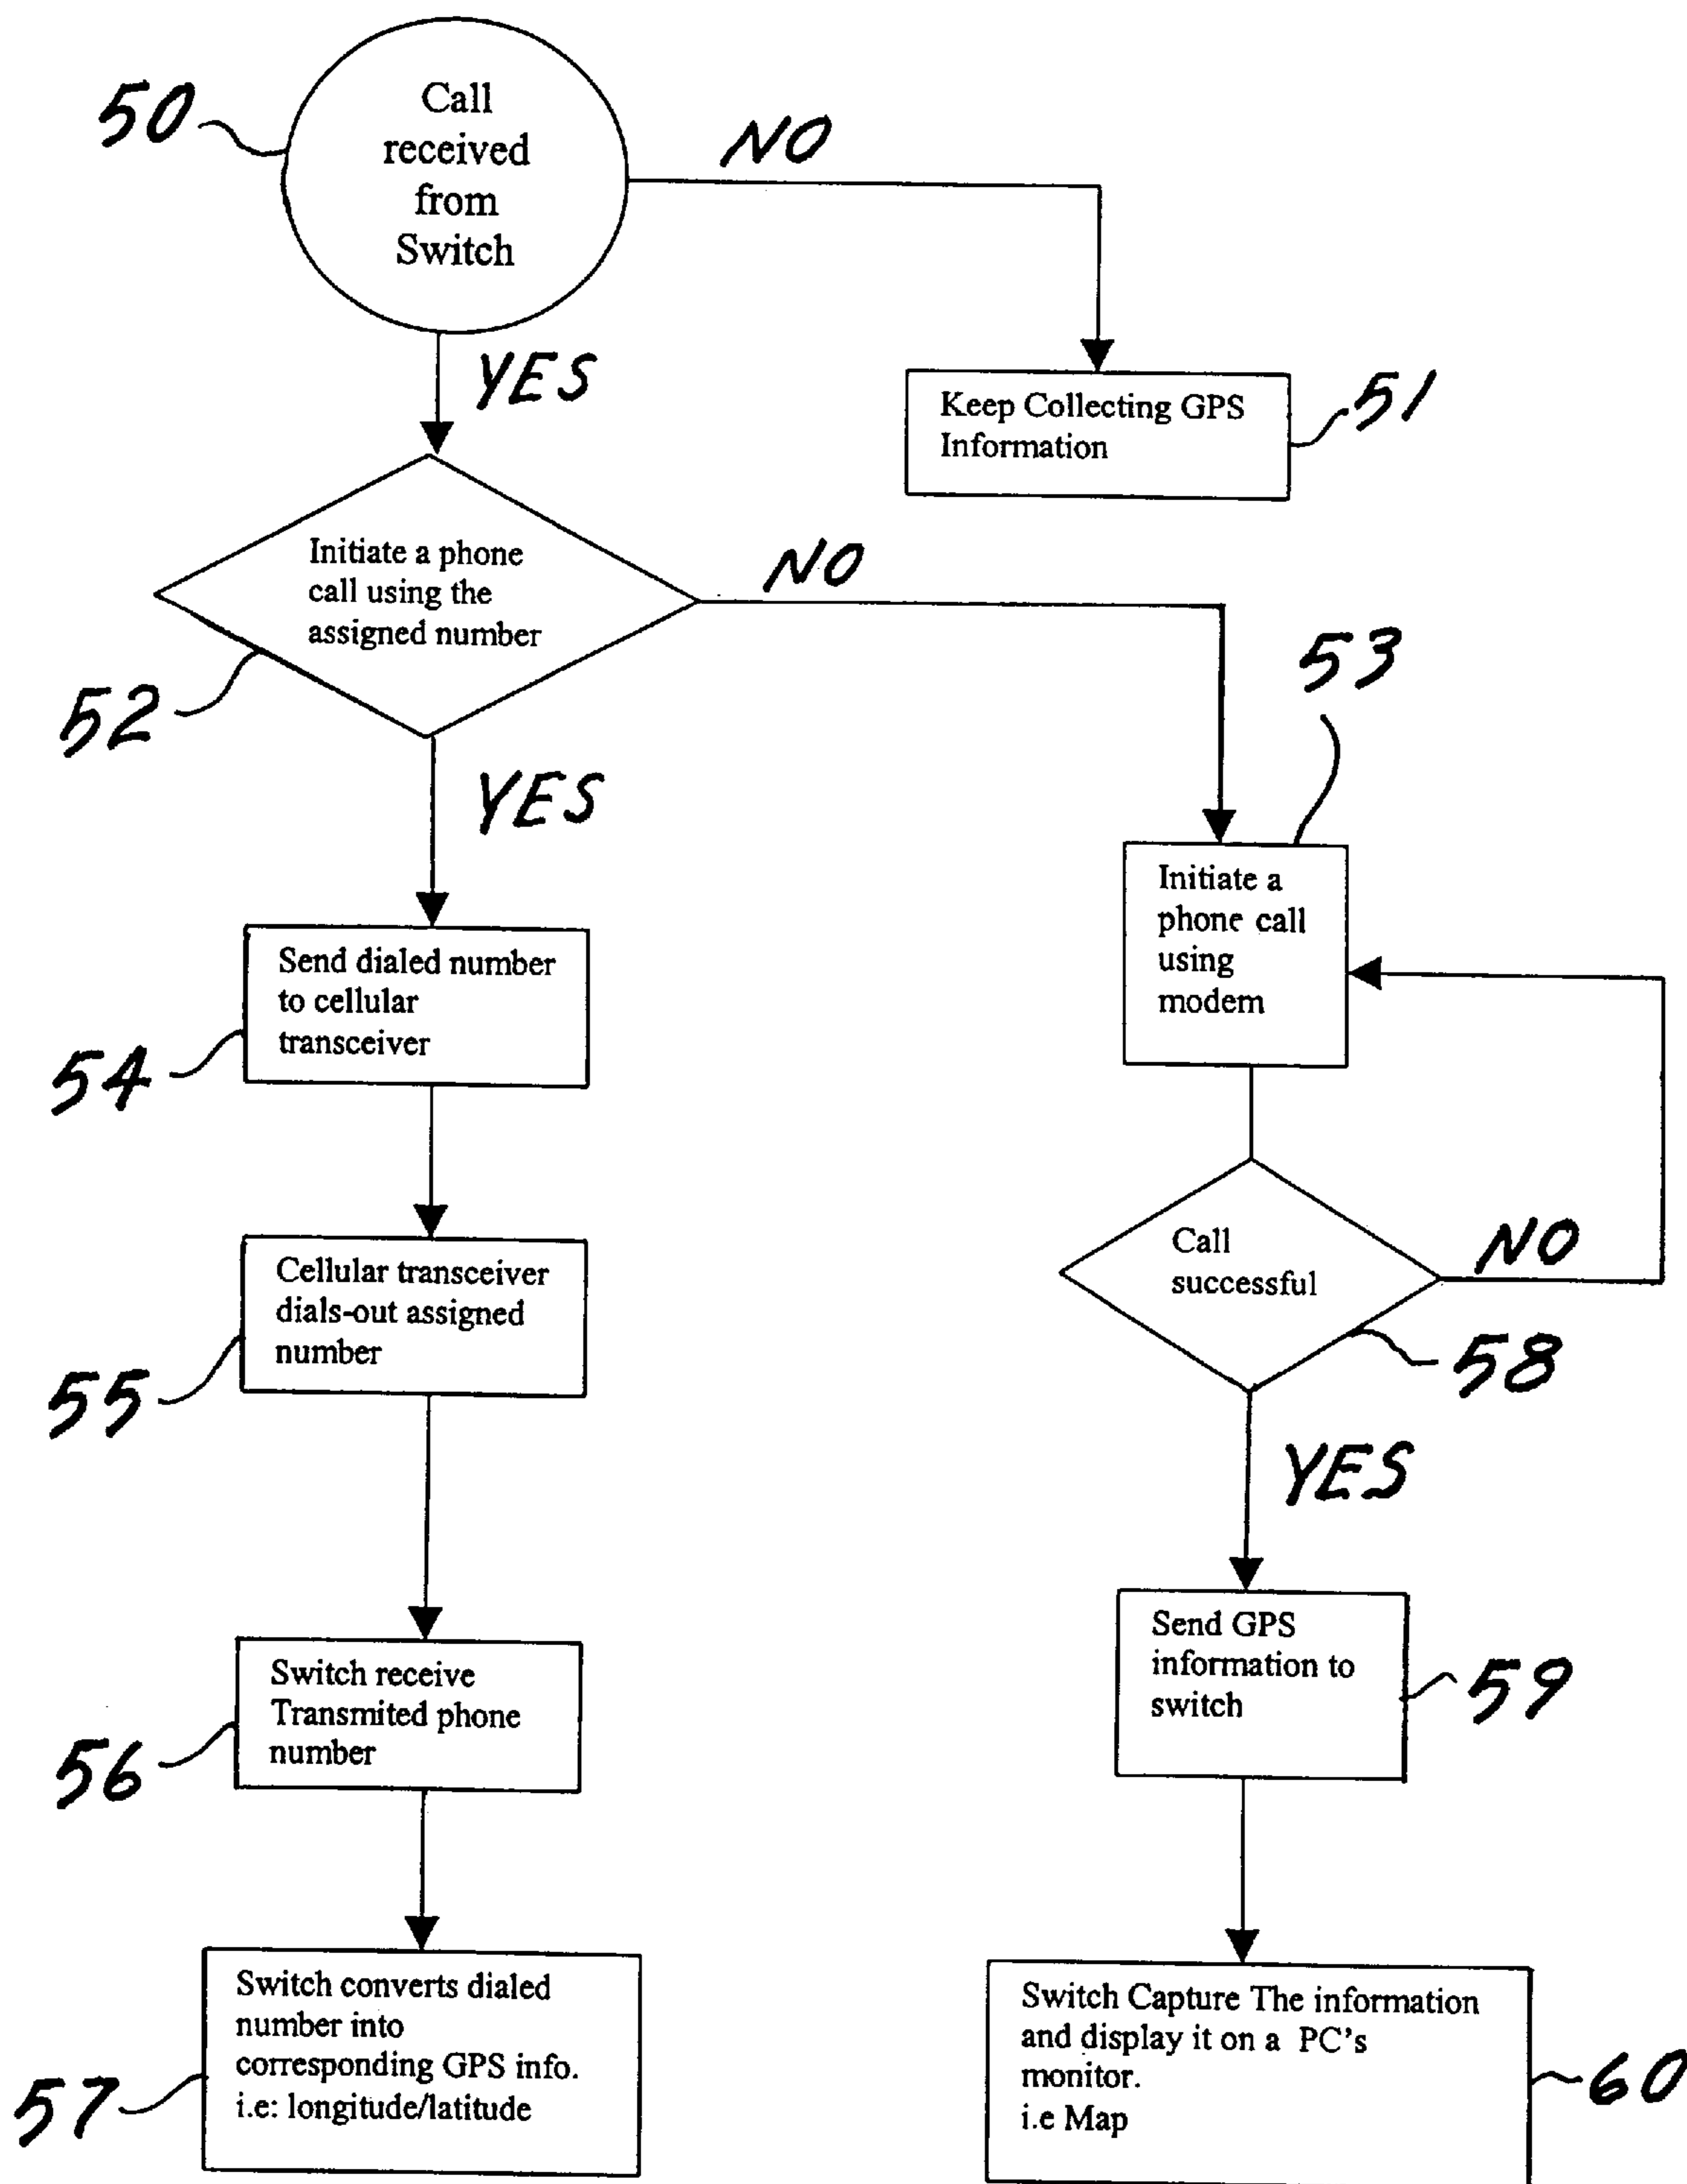 50
Call
received
from
Switch
NO
YES
Keep Collecting GPS
Information
51
Initiate a phone
call using the
assigned number
NO
52
53
YES
Initiate a
phone call
using
modem
Send dialed number
to cellular
transceiver
54
Call
successful
NO
Cellular transceiver
dials-out assigned
number
55
58
YES
Send GPS
information to
switch
59
Switch receive
Transmited phone
number
56
Switch converts dialed
number into
corresponding GPS info.
i.e: longitude/latitude
57
Switch Capture The information
and display it on a PC's
monitor.
i.e Map
60